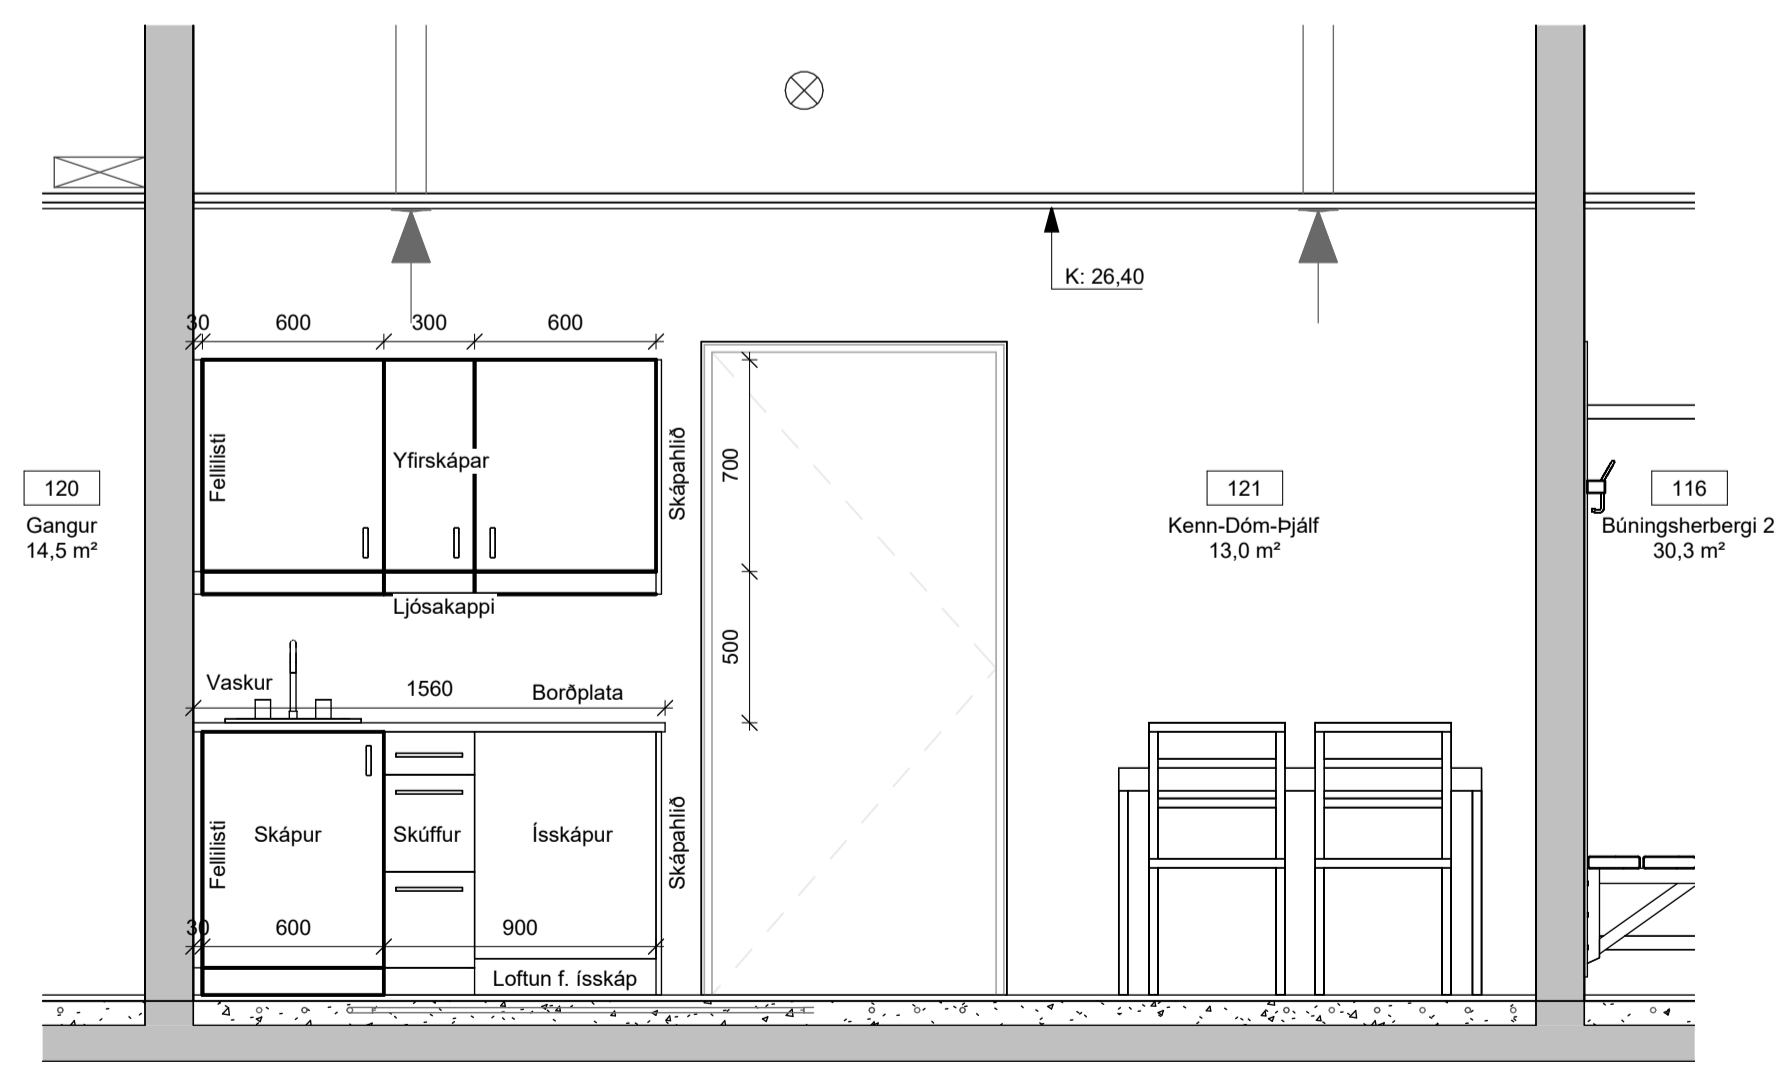 K: 26,40
30
600
300
600
Fellilisti
Yfirskápar
Skápahlið
700
120
Gangur
14,5 m²
121
Kenn-Dóm-Þjálf
13,0 m²
116
Búningsherbergi 2
30,3 m²
Ljósakappi
500
Vaskur
1560
Borðplata
Fellilisti
Skápur
Skúffur
Ísskápur
Skápahlið
30
600
900
Loftun f. ísskáp